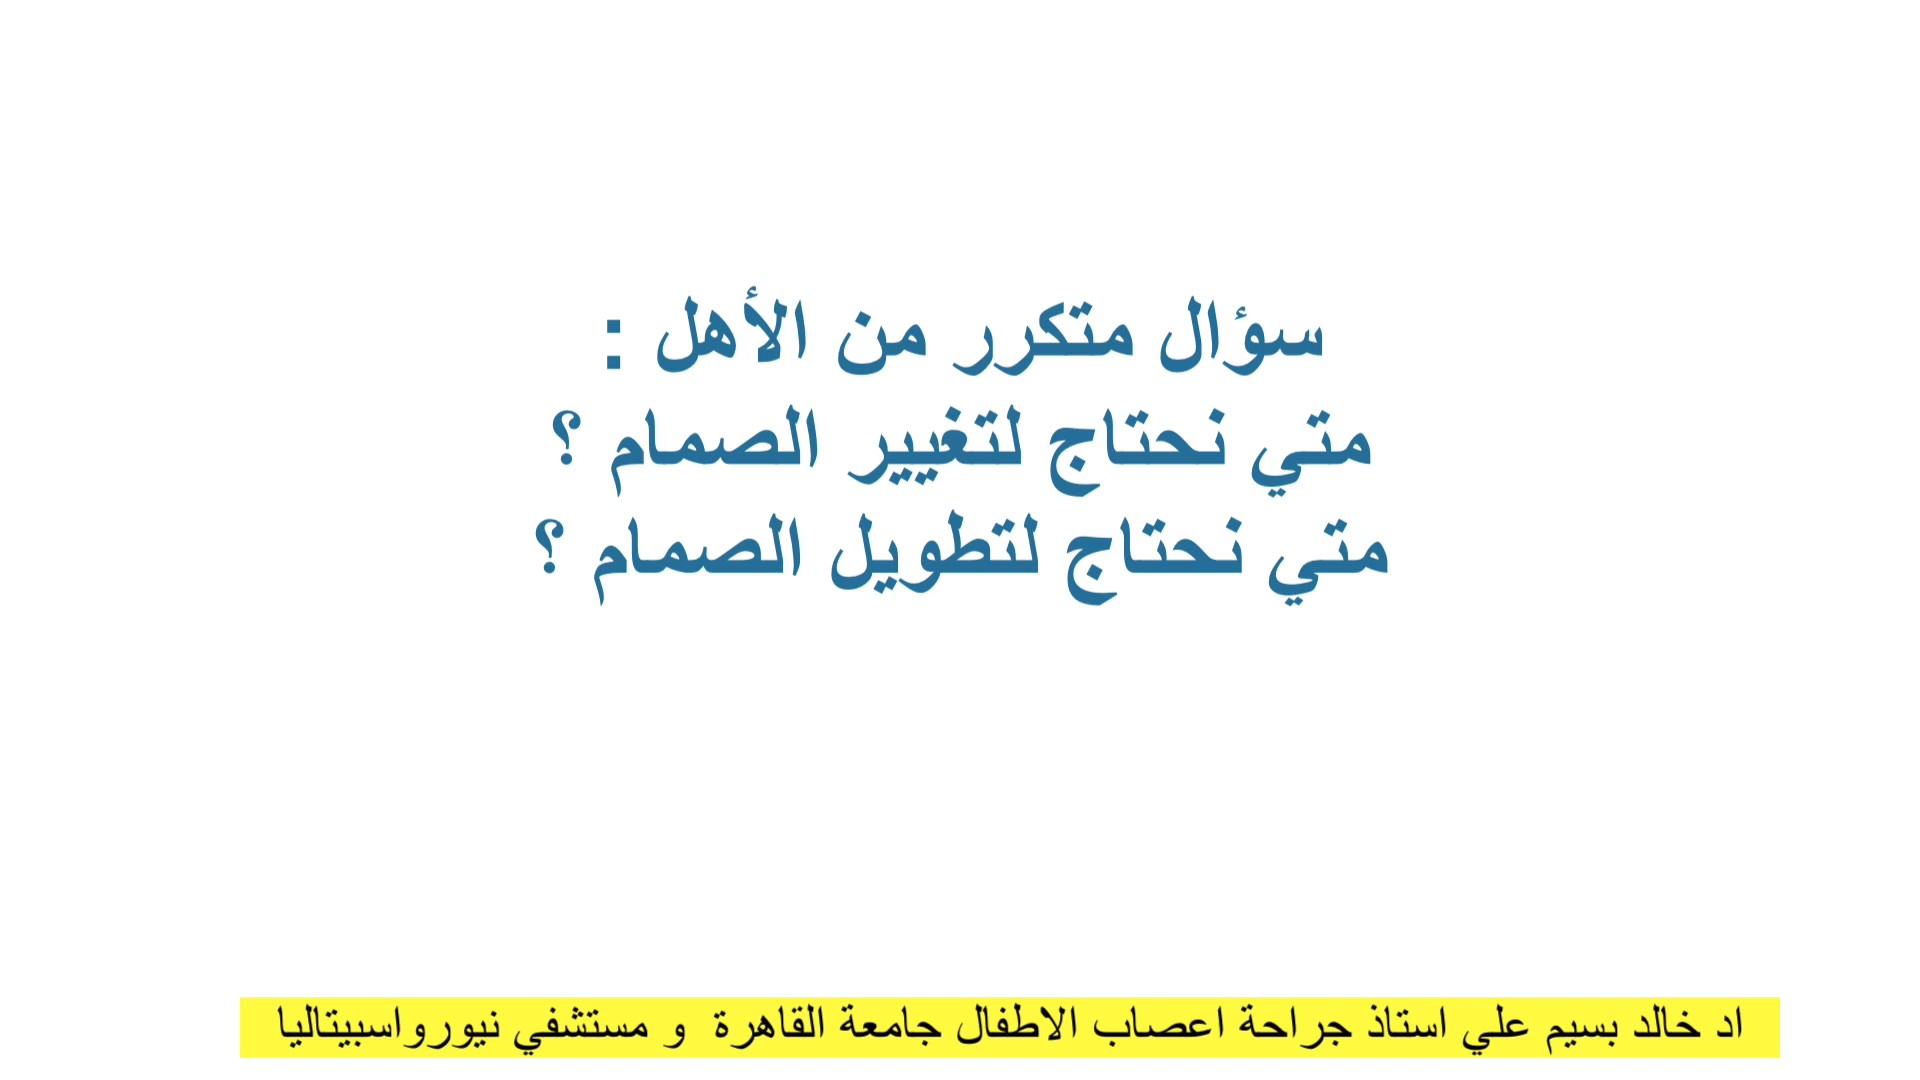 سؤال متكرر من الأهل :
متي نحتاج لتغيير الصمام ؟
متي نحتاج لتطويل الصمام ؟
اد خالد بسيم علي استاذ جراحة اعصاب الاطفال جامعة القاهرة و مستشفي نيورواسبيتاليا